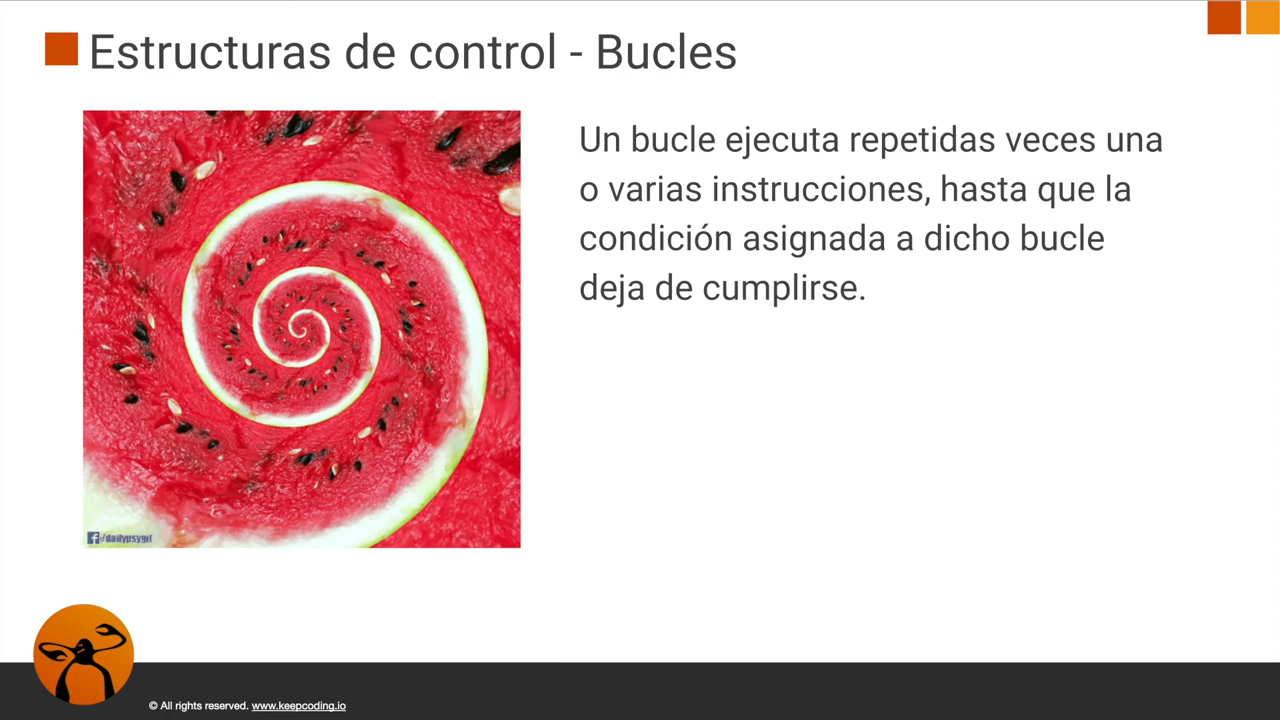 Estructuras de control - Bucles
Un bucle ejecuta repetidas veces una
o varias instrucciones, hasta que la
condición asignada a dicho bucle
deja de cumplirse.
/dailypsygif
© All rights reserved. www.keepcoding.io